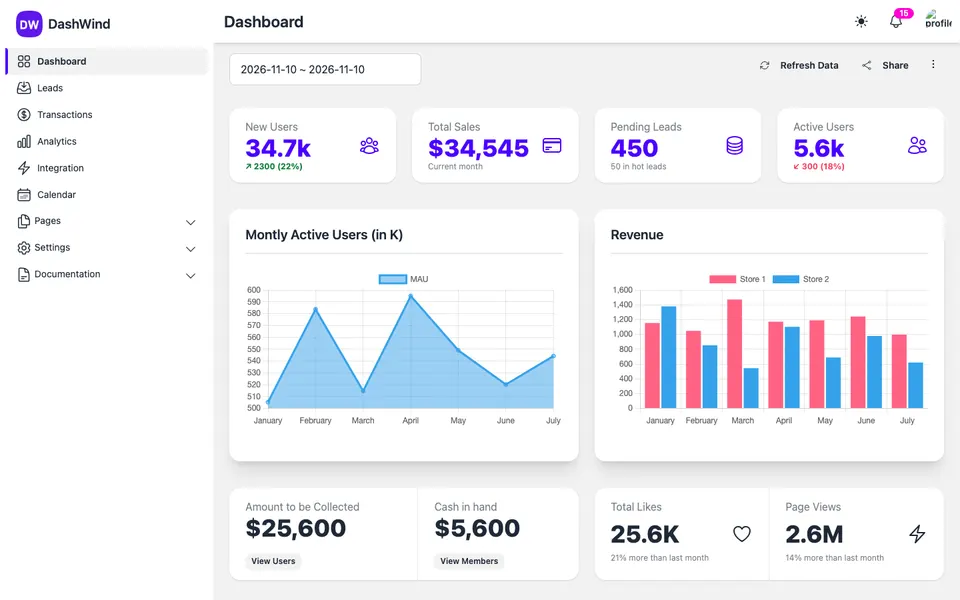 DW DashWind
Dashboard
Leads
Transactions
Analytics
Integration
Calendar
Pages
Settings
Documentation
Dashboard
15
profile
2026-11-10 ~ 2026-11-10
Refresh Data
Share
New Users
34.7k
↗ 2300 (22%)
Total Sales
$34,545
Current month
Pending Leads
450
50 in hot leads
Active Users
5.6k
↙ 300 (18%)
Montly Active Users (in K)
MAU
600
590
580
570
560
550
540
530
520
510
500
January February March April May June July
Revenue
Store 1 Store 2
1,600
1,400
1,200
1,000
800
600
400
200
0
January February March April May June July
Amount to be Collected
$25,600
View Users
Cash in hand
$5,600
View Members
Total Likes
25.6K
21% more than last month
Page Views
2.6M
14% more than last month